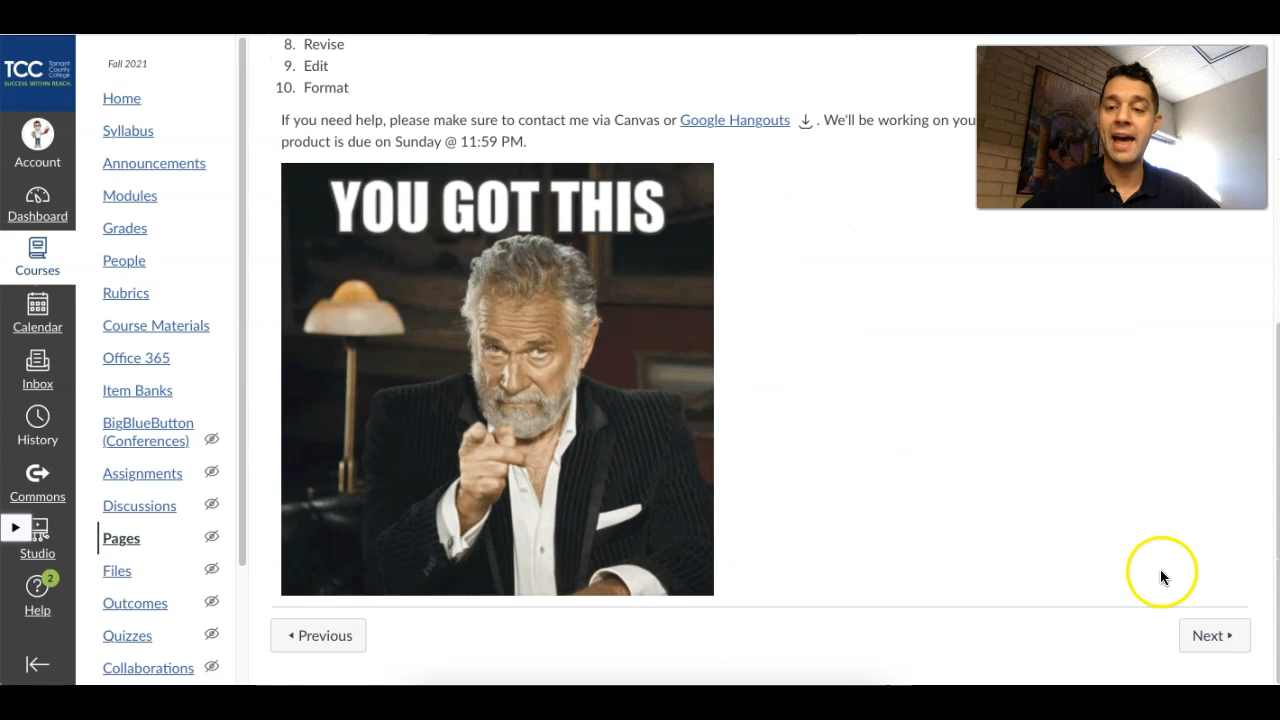 TCC Tarrant County College
SUCCESS WITHIN REACH
Account
Dashboard
Courses
Calendar
Inbox
History
Commons
Studio
2
Help
Fall 2021
Home
Syllabus
Announcements
Modules
Grades
People
Rubrics
Course Materials
Office 365
Item Banks
BigBlueButton
(Conferences)
Assignments
Discussions
Pages
Files
Outcomes
Quizzes
Collaborations
8. Revise
9. Edit
10. Format
If you need help, please make sure to contact me via Canvas or Google Hangouts . We'll be working on you
product is due on Sunday @ 11:59 PM.
YOU GOT THIS
Previous
Next